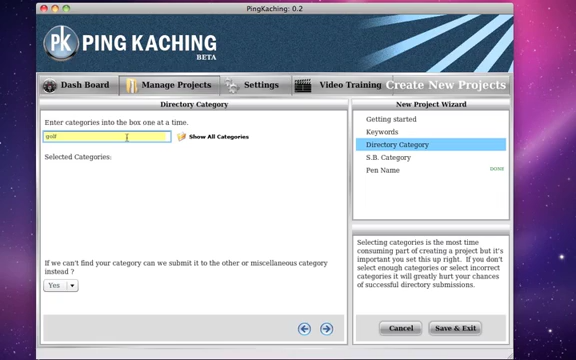 PingKaching: 0.2
PK PING KACHING
BETA
Dash Board Manage Projects Settings Video Training Create New Projects
Directory Category
Enter categories into the box one at a time.
golf
Show All Categories
Selected Categories:
If we can't find your category can we submit it to the other or miscellaneous category
instead ?
Yes
New Project Wizard
Getting started
Keywords
Directory Category
S.B. Category
Pen Name DONE
Selecting categories is the most time
consuming part of creating a project but it's
important you set this up right. If you don't
select enough categories or select incorrect
categories it will greatly hurt your chances
of successful directory submissions.
Cancel Save & Exit